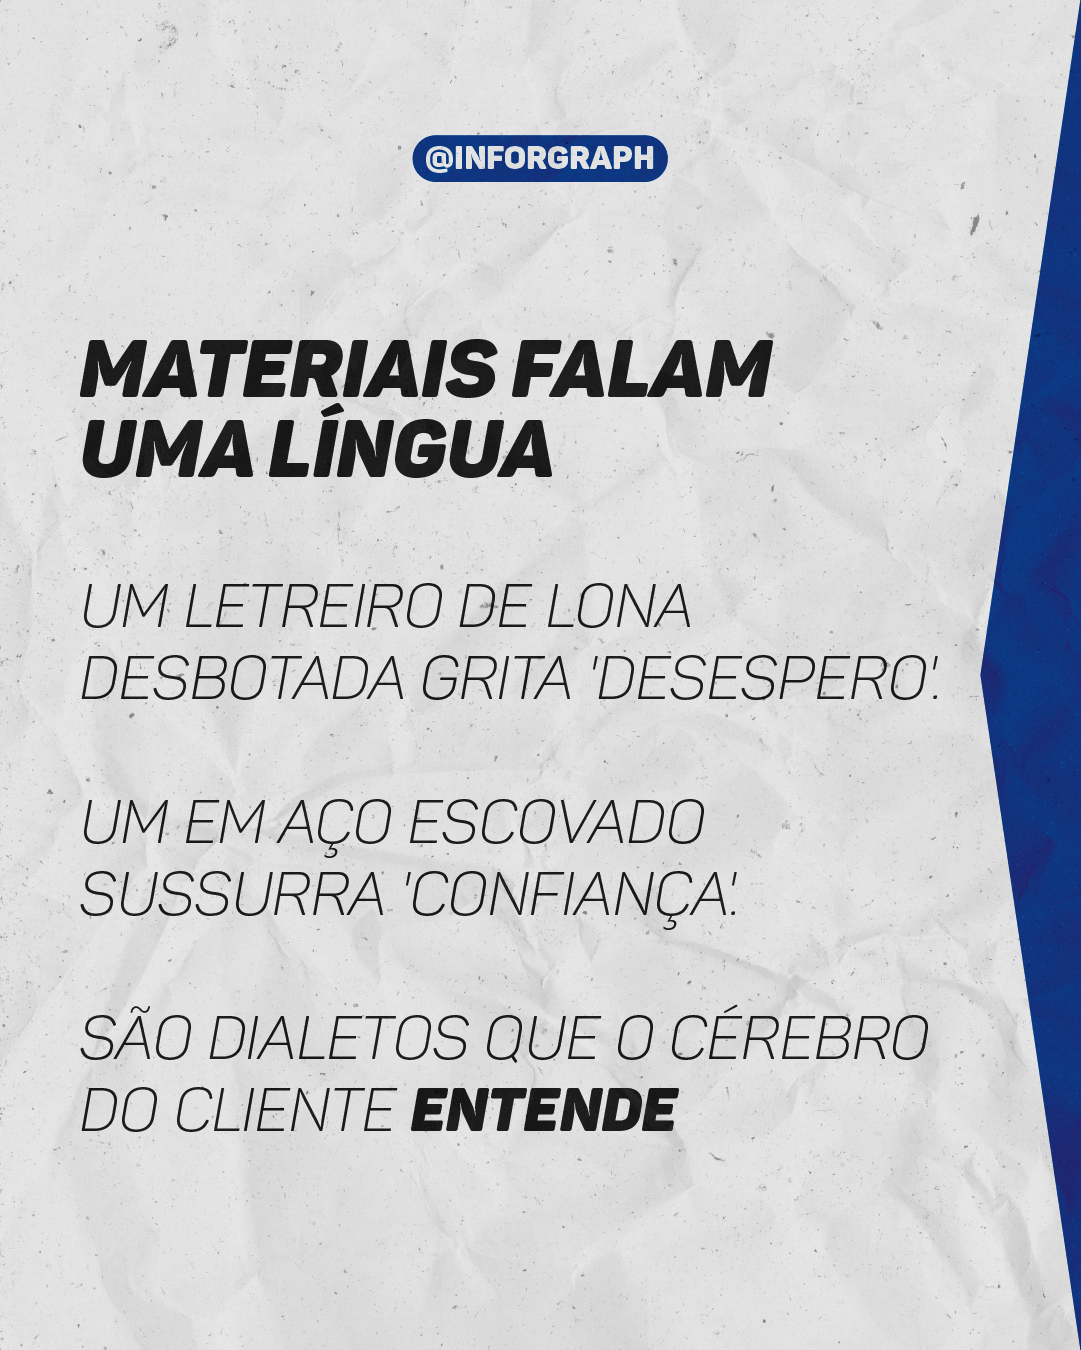 @INFORGRAPH
MATERIAIS FALAM
UMA LÍNGUA
UM LETREIRO DE LONA
DESBOTADA GRITA 'DESESPERO'.
UM EM AÇO ESCOVADO
SUSSURRA 'CONFIANÇA'.
SÃO DIALETOS QUE O CÉREBRO
DO CLIENTE ENTENDE